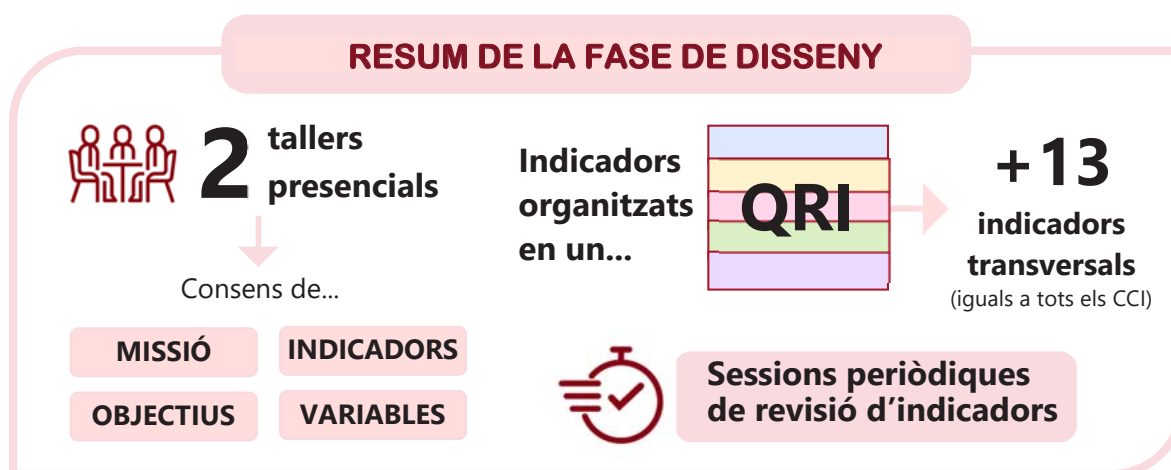 RESUM DE LA FASE DE DISSENY
2
tallers
presencials
Consens de...
MISSIÓ
INDICADORS
OBJECTIUS
VARIABLES
Indicadors
organitzats
en un...
QRI
+13
indicadors
transversals
(iguals a tots els CCI)
Sessions periòdiques
de revisió d'indicadors